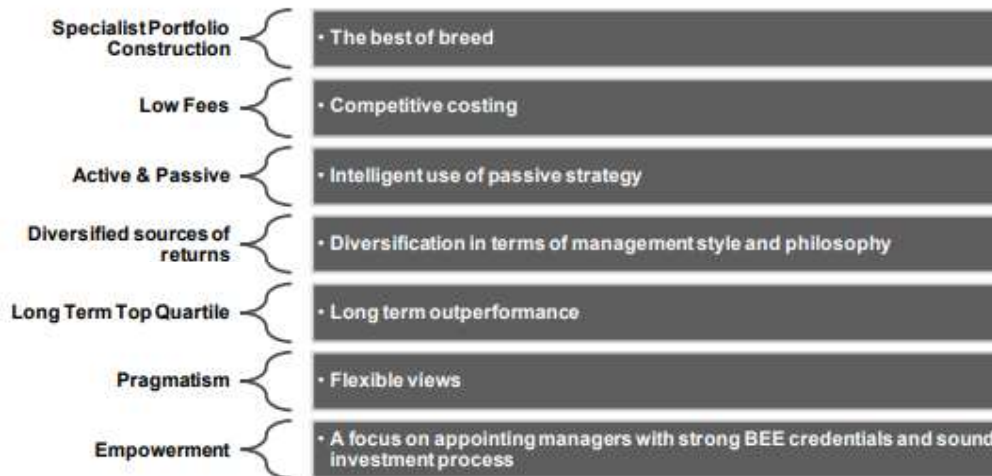 Specialist Portfolio
Construction
• The best of breed
Low Fees
• Competitive costing
Active & Passive
• Intelligent use of passive strategy
Diversified sources of
returns
• Diversification in terms of management style and philosophy
Long Term Top Quartile
• Long term outperformance
Pragmatism
• Flexible views
Empowerment
• A focus on appointing managers with strong BEE credentials and sound
investment process